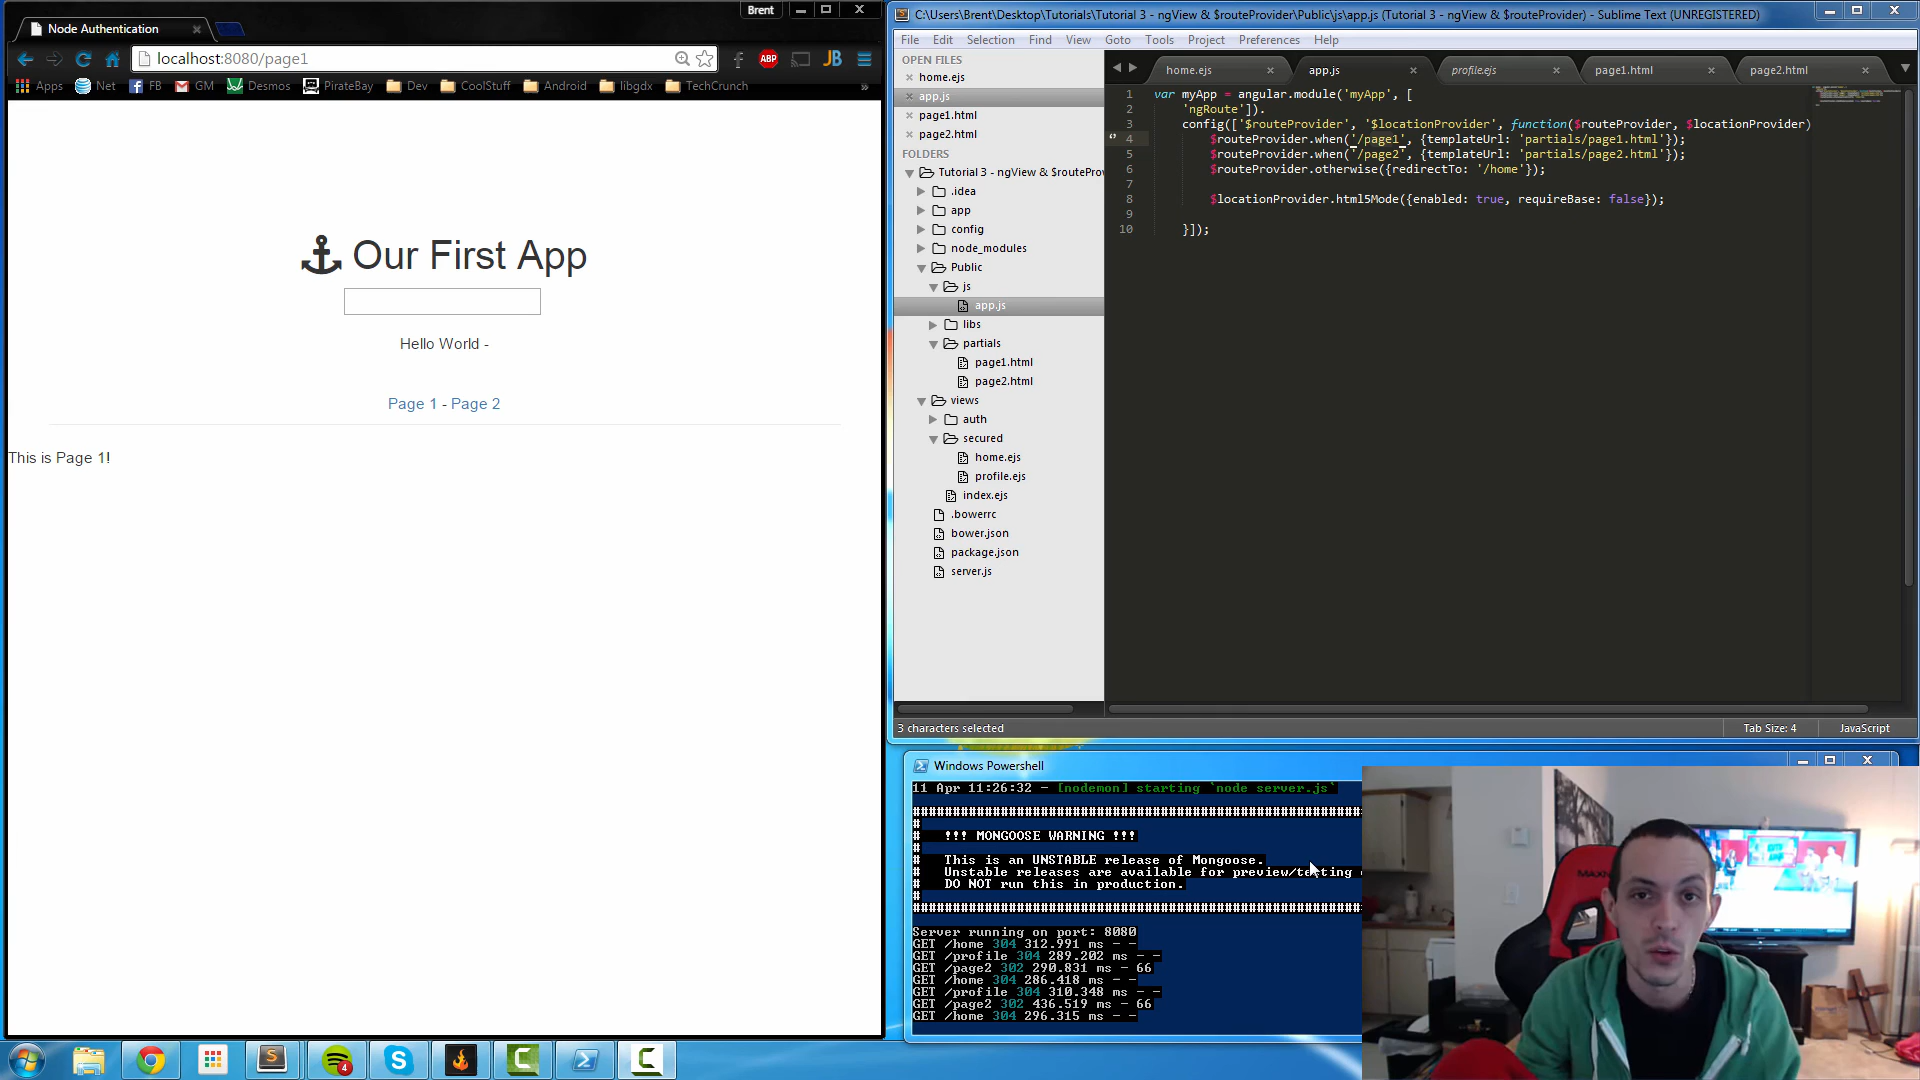 Brent
Node Authentication
localhost:8080/page1
ABP
JB
Apps
Net
FB
GM
Desmos
PirateBay
Dev
CoolStuff
Android
libgdx
TechCrunch
»
Our First App
Hello World -
Page 1 - Page 2
This is Page 1!
C:\Users\Brent\Desktop\Tutorials\Tutorial 3 - ngView & $routeProvider\Public\js\app.js (Tutorial 3 - ngView & $routeProvider) - Sublime Text (UNREGISTERED)
File Edit Selection Find View Goto Tools Project Preferences Help
OPEN FILES
home.ejs
app.js
page1.html
page2.html
FOLDERS
Tutorial 3 - ngView & $routeProv
.idea
app
config
node_modules
Public
js
app.js
libs
partials
page1.html
page2.html
views
auth
secured
home.ejs
profile.ejs
index.ejs
.bowerrc
bower.json
package.json
server.js
home.ejs
app.js
profile.ejs
page1.html
page2.html
1 var myApp = angular.module('myApp', [
2 'ngRoute']).
3 config(['$routeProvider', '$locationProvider', function($routeProvider, $locationProvider)
4 $routeProvider.when('/page1', {templateUrl: 'partials/page1.html'});
5 $routeProvider.when('/page2', {templateUrl: 'partials/page2.html'});
6 $routeProvider.otherwise({redirectTo: '/home'});
7
8 $locationProvider.html5Mode({enabled: true, requireBase: false});
9
10 }]);
3 characters selected
Tab Size: 4
JavaScript
Windows Powershell
11 Apr 11:26:32 - [nodemon] starting `node server.js`
#########################################################
#
# !!! MONGOOSE WARNING !!!
#
# This is an UNSTABLE release of Mongoose.
# Unstable releases are available for preview/testing
# DO NOT run this in production.
#
#########################################################
Server running on port: 8080
GET /home 304 312.991 ms - -
GET /profile 304 289.202 ms - -
GET /page2 302 290.831 ms - 66
GET /home 304 286.418 ms - -
GET /profile 304 310.348 ms - -
GET /page2 302 436.519 ms - 66
GET /home 304 296.315 ms - -
4